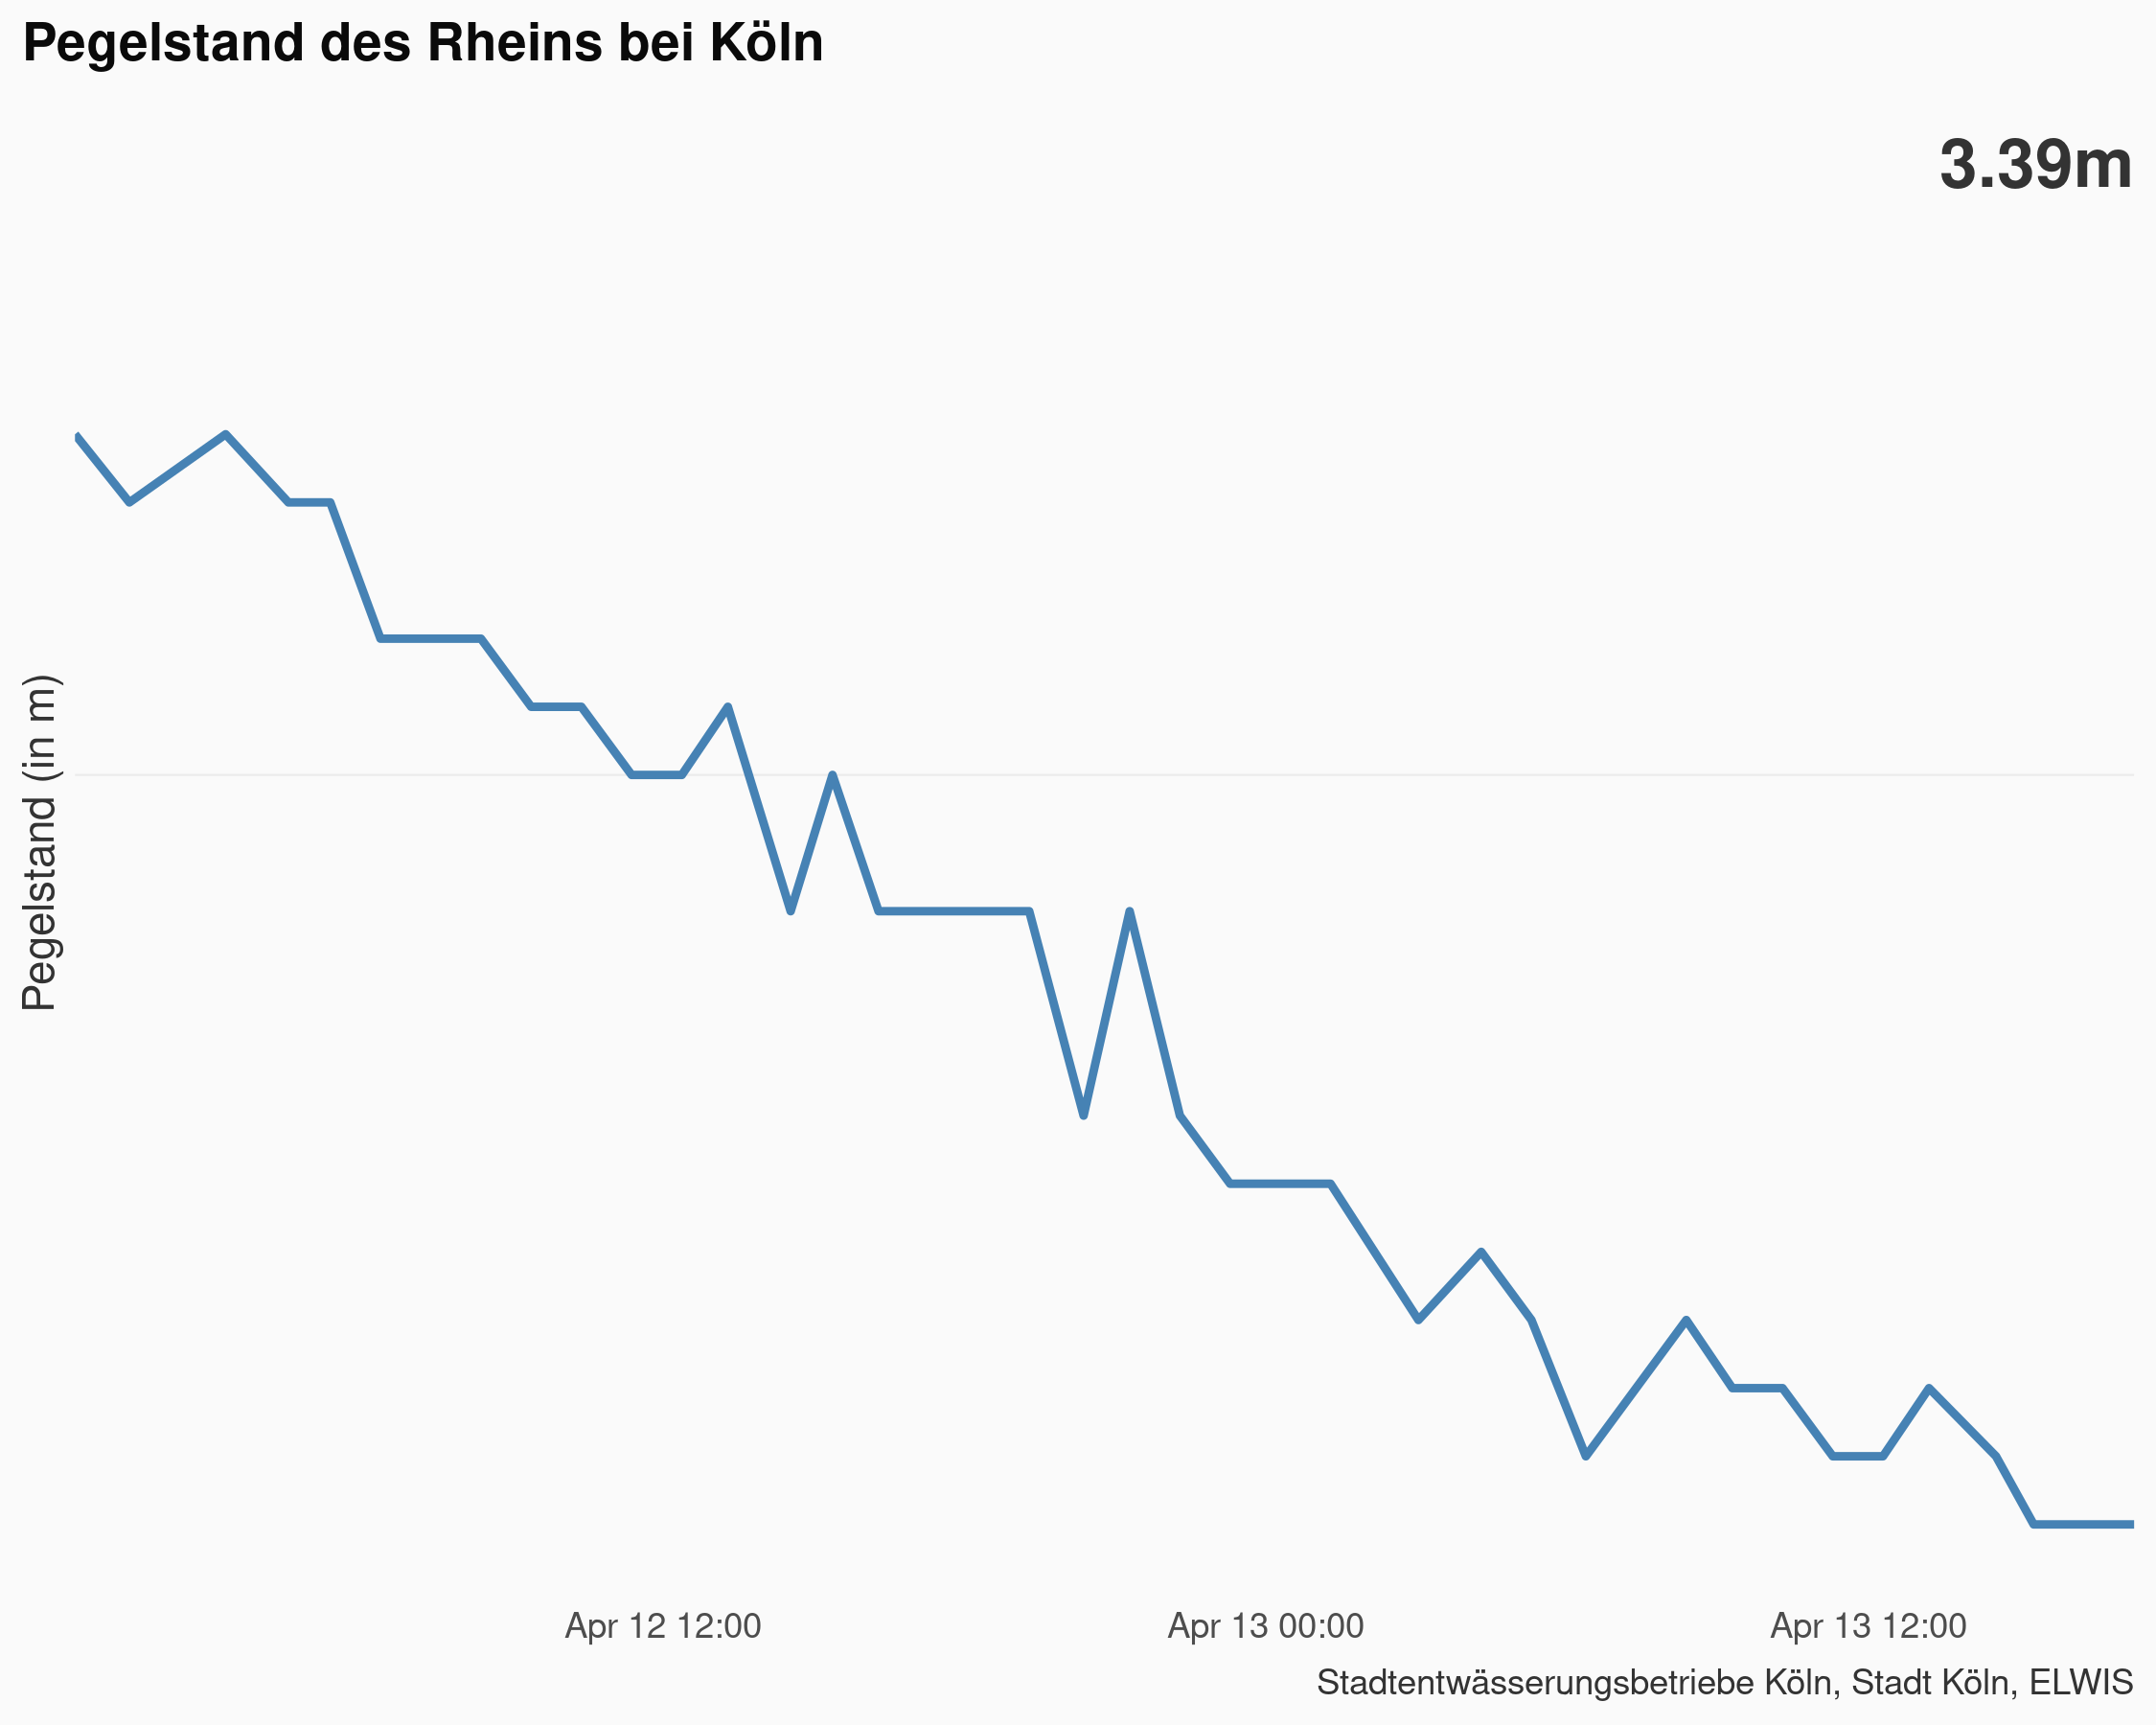 Pegelstand des Rheins bei Köln
3.39m
Pegelstand (in m)
Apr 12 12:00
Apr 13 00:00
Apr 13 12:00
Stadtentwässerungsbetriebe Köln, Stadt Köln, ELWIS